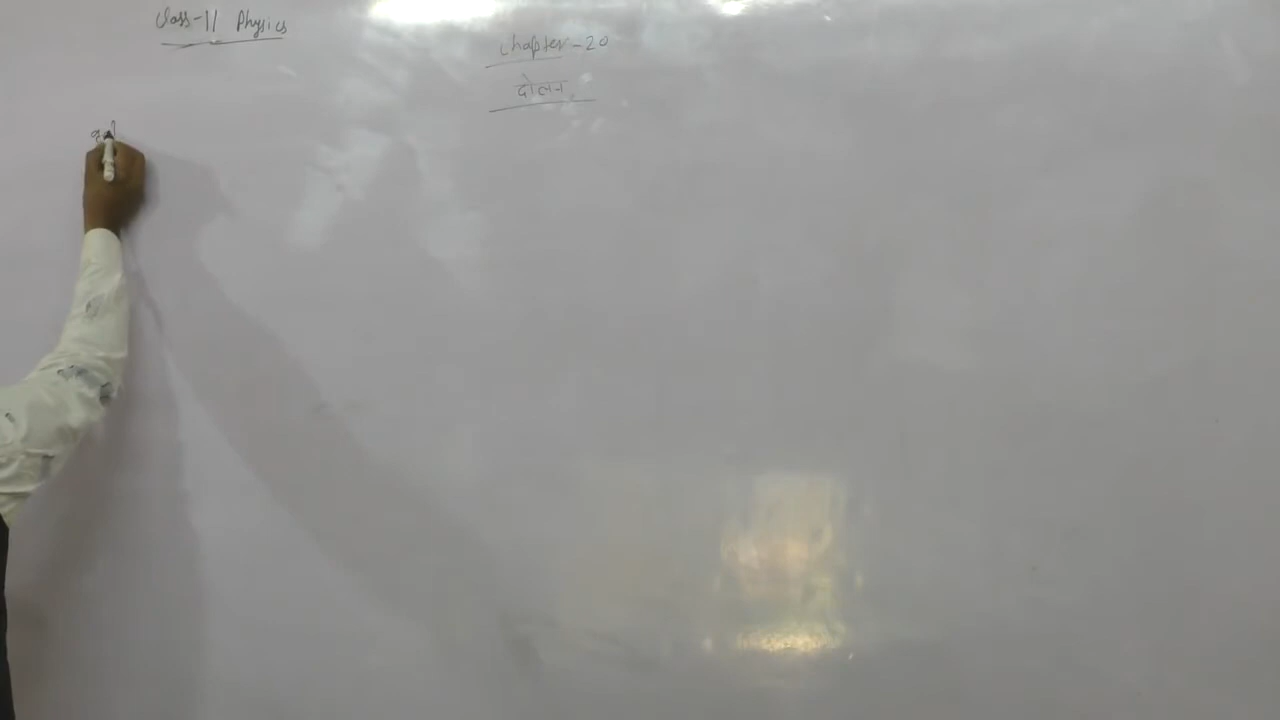 Class-11 Physics
Chapter-20
दोलन